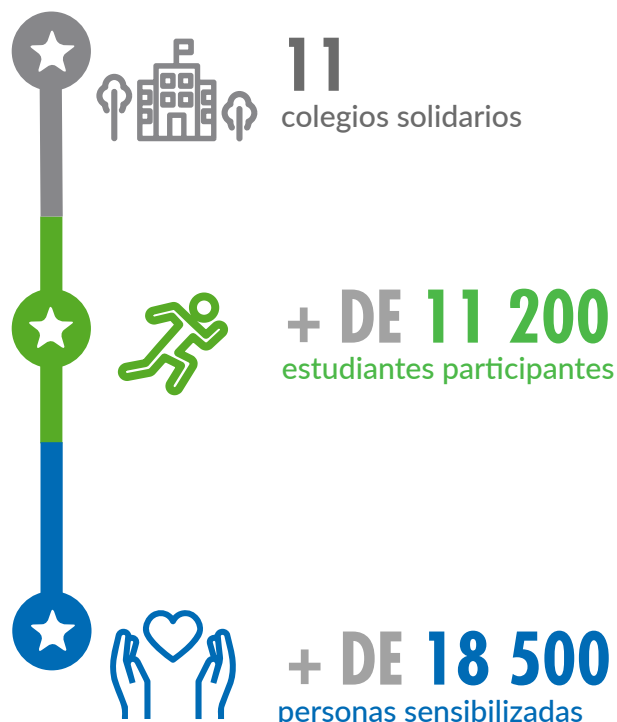 11
colegios solidarios
+ DE 11 200
estudiantes participantes
+ DE 18 500
personas sensibilizadas